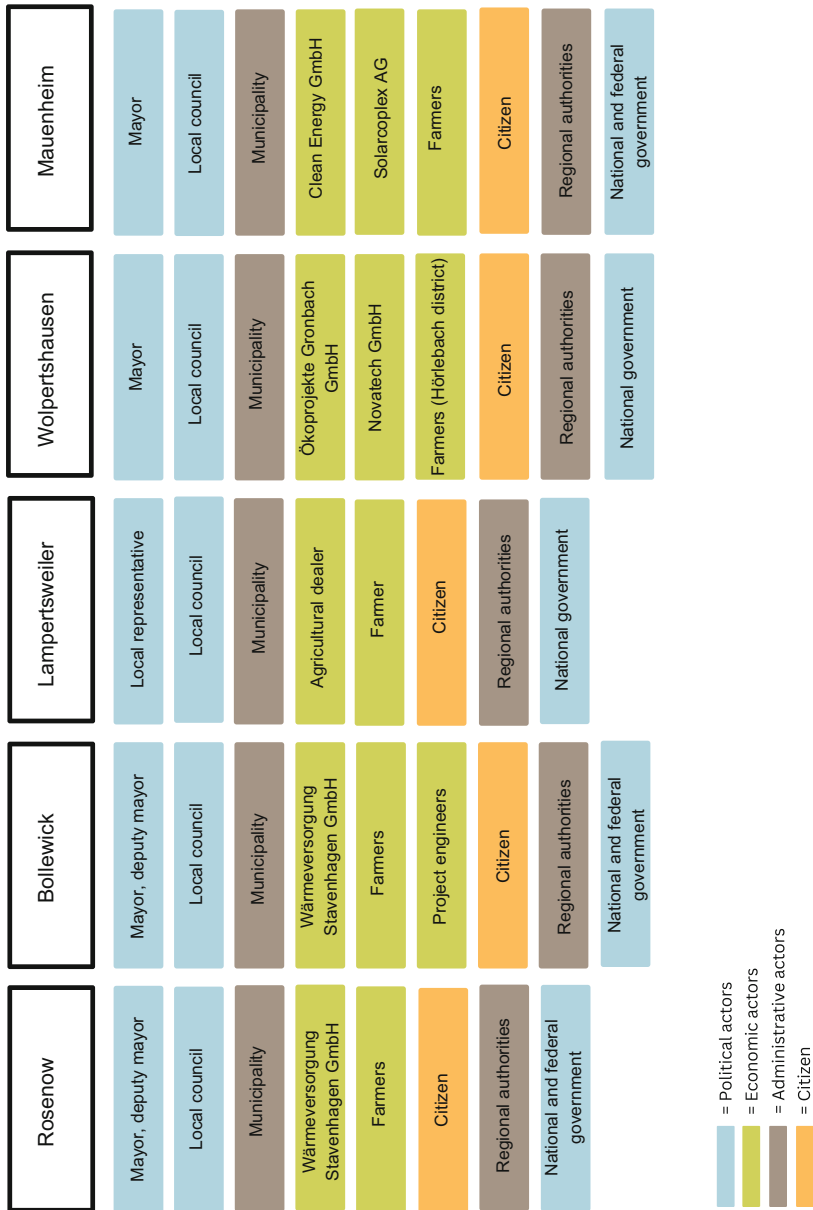 Rosenow
Mayor, deputy mayor
Local council
Municipality
Wärmeversorgung
Stavenhagen GmbH
Farmers
Citizen
Regional authorities
National and federal
government
Bollewick
Mayor, deputy mayor
Local council
Municipality
Wärmeversorgung
Stavenhagen GmbH
Farmers
Project engineers
Citizen
Regional authorities
National and federal
government
Lampertsweiler
Local representative
Local council
Municipality
Agricultural dealer
Farmer
Citizen
Regional authorities
National government
Wolpertshausen
Mayor
Local council
Municipality
Ökoprojekte Gronbach
GmbH
Novatech GmbH
Farmers (Hörlebach district)
Citizen
Regional authorities
National government
Mauenheim
Mayor
Local council
Municipality
Clean Energy GmbH
Solarcoplex AG
Farmers
Citizen
Regional authorities
National and federal
government
= Political actors
= Economic actors
= Administrative actors
= Citizen